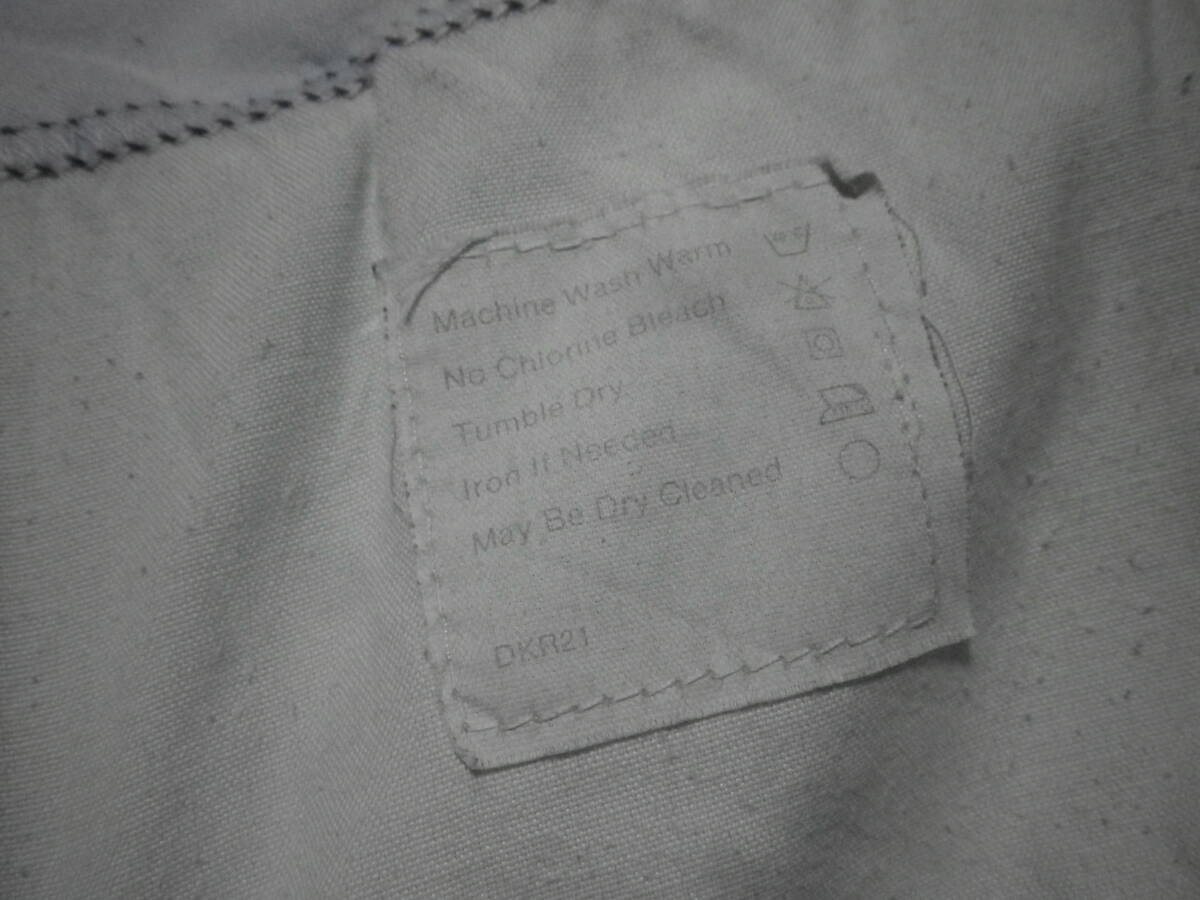 Machine Wash Warm
No Chlorine Bleach
Tumble Dry
Iron If Needed
May Be Dry Cleaned
DKR21